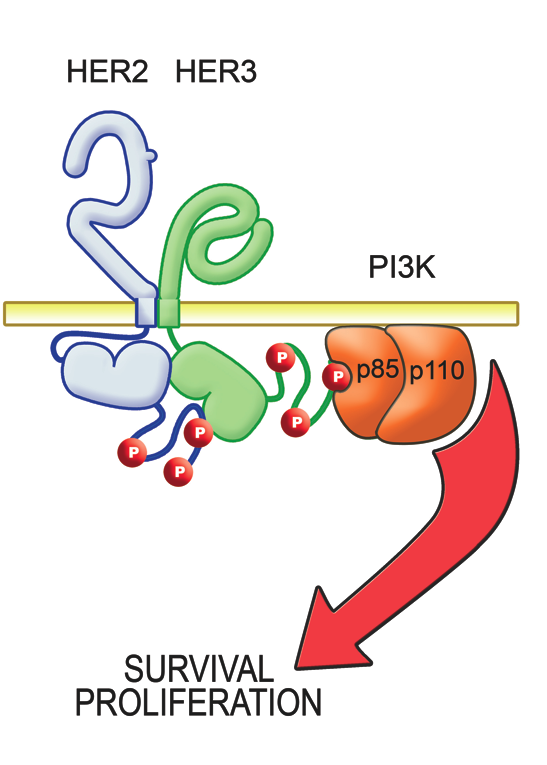 HER2 HER3
PI3K
P
P
p85 p110
P
P
P
P
SURVIVAL
PROLIFERATION